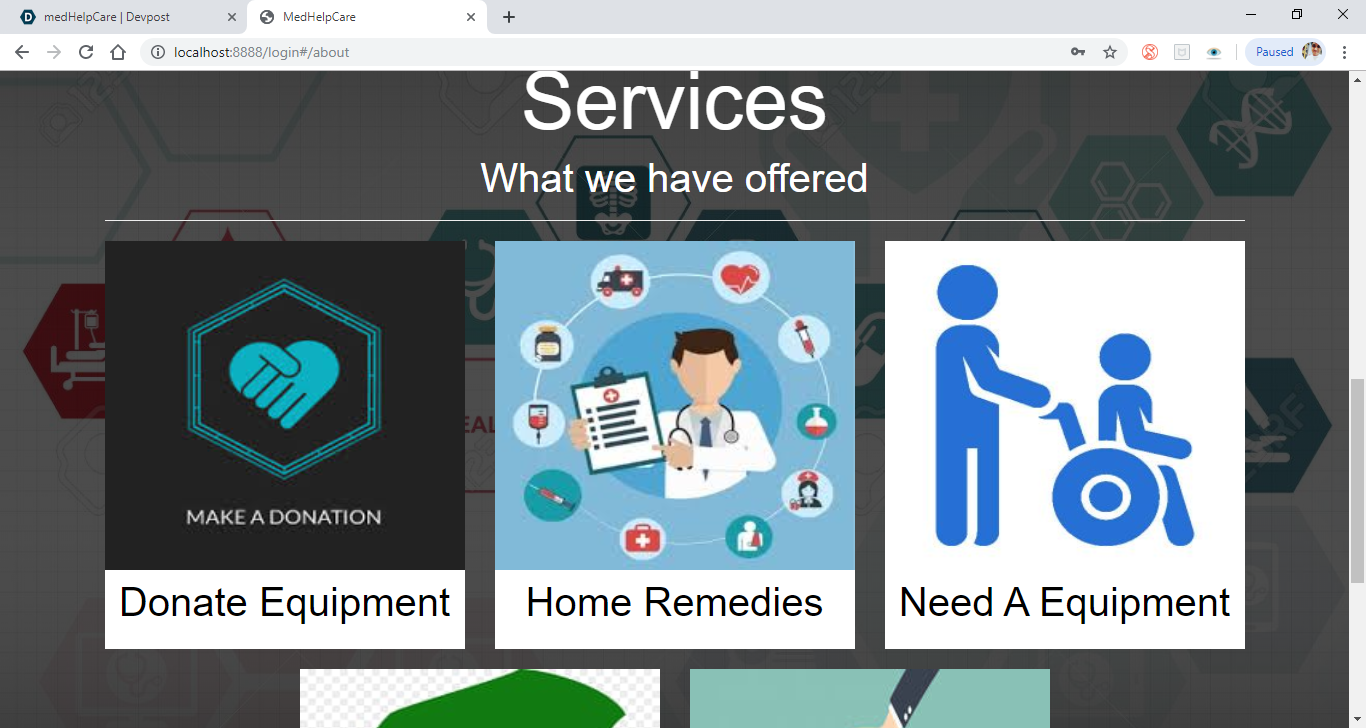 medHelpCare | Devpost
MedHelpCare
localhost:8888/login#/about
Paused
Services
What we have offered
MAKE A DONATION
Donate Equipment
Home Remedies
Need A Equipment